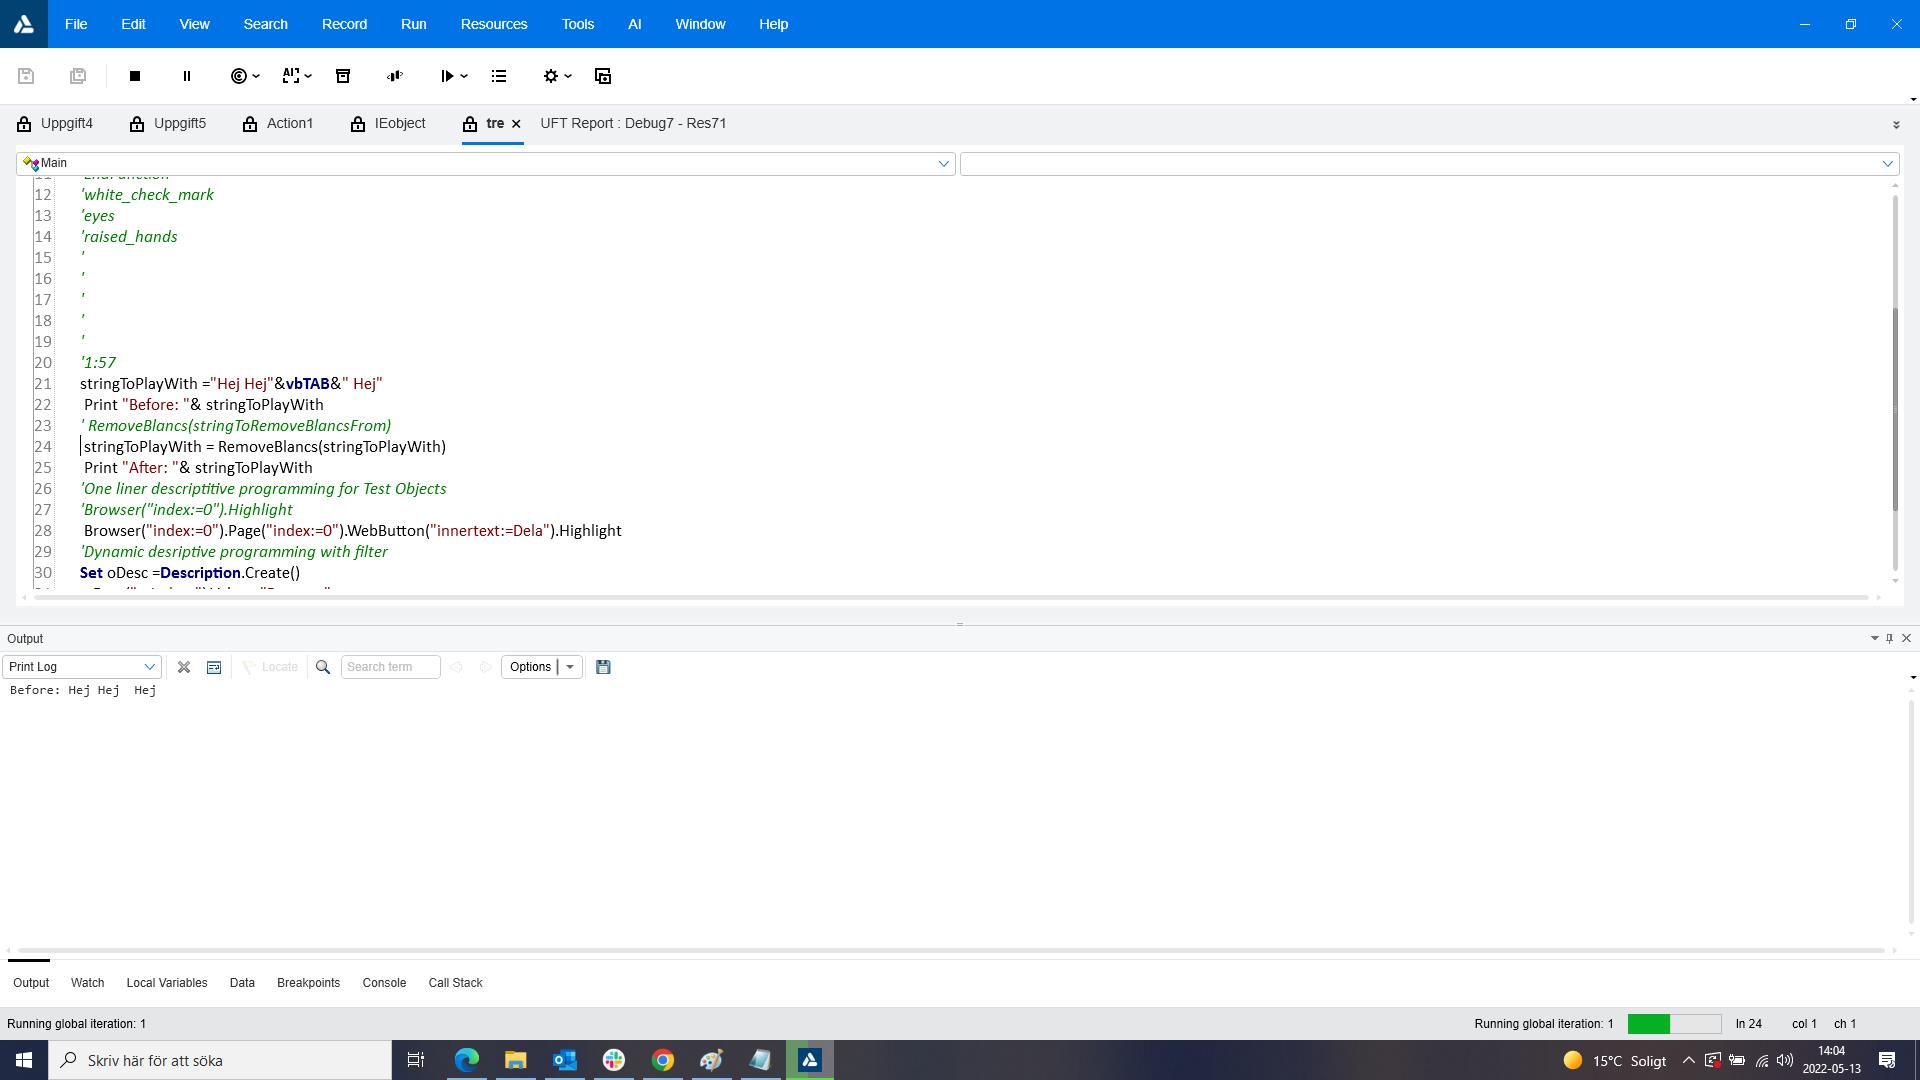 File Edit View Search Record Run Resources Tools AI Window Help
AI
Uppgift4 Uppgift5 Action1 IEobject tre UFT Report : Debug7 - Res71
Main
12 'white_check_mark
13 'eyes
14 'raised_hands
15 '
16 '
17 '
18 '
19 '
20 '1:57
21 stringToPlayWith ="Hej Hej"&vbTAB&" Hej"
22 Print "Before: "& stringToPlayWith
23 ' RemoveBlancs(stringToRemoveBlancsFrom)
24 stringToPlayWith = RemoveBlancs(stringToPlayWith)
25 Print "After: "& stringToPlayWith
26 'One liner descriptitive programming for Test Objects
27 'Browser("index:=0").Highlight
28 Browser("index:=0").Page("index:=0").WebButton("innertext:=Dela").Highlight
29 'Dynamic desriptive programming with filter
30 Set oDesc =Description.Create()
Output
Print Log Locate Search term Options
Before: Hej Hej  Hej
Output Watch Local Variables Data Breakpoints Console Call Stack
Running global iteration: 1 Running global iteration: 1 ln 24 col 1 ch 1
Skriv här för att söka 15°C Soligt 14:04
2022-05-13